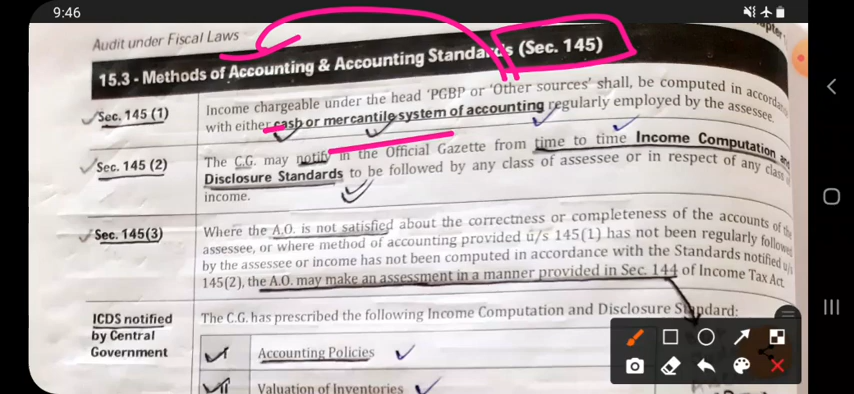 9:46
Audit under Fiscal Laws
15.3 - Methods of Accounting & Accounting Standards (Sec. 145)
Sec. 145 (1)
Income chargeable under the head 'PGBP or 'Other sources' shall, be computed in
with either cash or mercantile system of accounting regularly employed by the assessee.
Sec. 145 (2)
The C.G. may notify in the Official Gazette from time to time Income Computation
Disclosure Standards to be followed by any class of assessee or in respect of any class
income.
Sec. 145(3)
Where the A.O. is not satisfied about the correctness or completeness of the accounts of the
assessee, or where method of accounting provided u/s 145(1) has not been regularly
by the assessee or income has not been computed in accordance with the Standards notified
145(2), the A.O. may make an assessment in a manner provided in Sec. 144 of Income Tax Act.
ICDS notified
by Central
Government
The C.G. has prescribed the following Income Computation and Disclosure Standard:
Accounting Policies
Valuation of Inventories